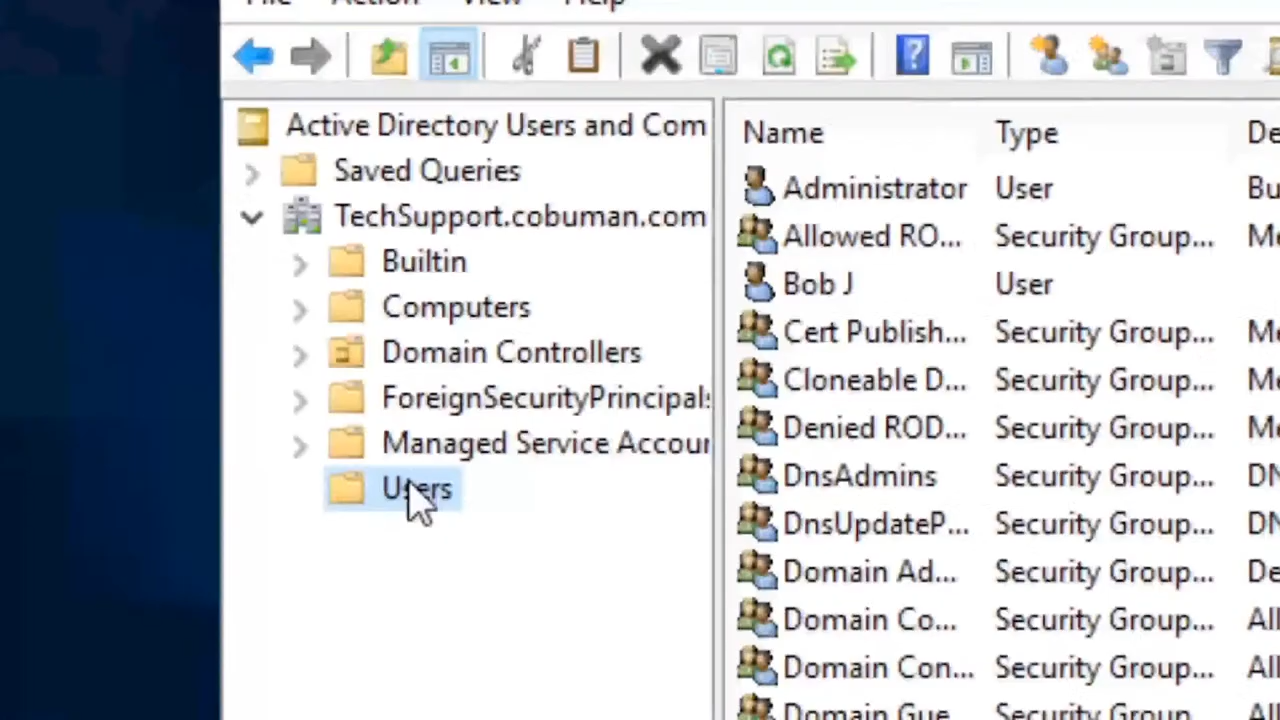 File Action View Help
Active Directory Users and Com
Saved Queries
TechSupport.cobuman.com
Builtin
Computers
Domain Controllers
ForeignSecurityPrincipals
Managed Service Accour
Users
Name Type De
Administrator User Bu
Allowed RO... Security Group... Me
Bob J User
Cert Publish... Security Group... Me
Cloneable D... Security Group... Me
Denied ROD... Security Group... Me
DnsAdmins Security Group... DN
DnsUpdateP... Security Group... DN
Domain Ad... Security Group... De
Domain Co... Security Group... All
Domain Con... Security Group... All
Domain Gue Security Group All